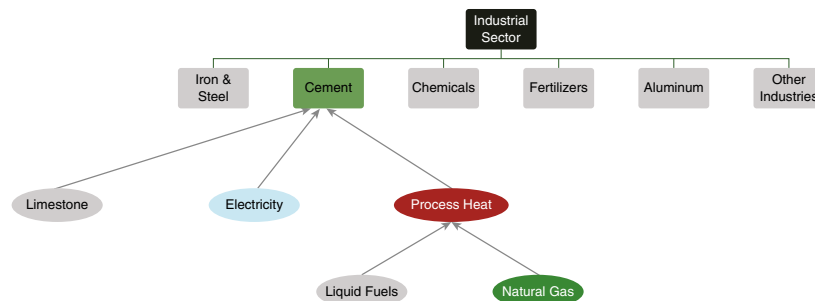 Industrial
Sector
Iron &
Steel
Cement
Chemicals
Fertilizers
Aluminum
Other
Industries
Limestone
Electricity
Process Heat
Liquid Fuels
Natural Gas